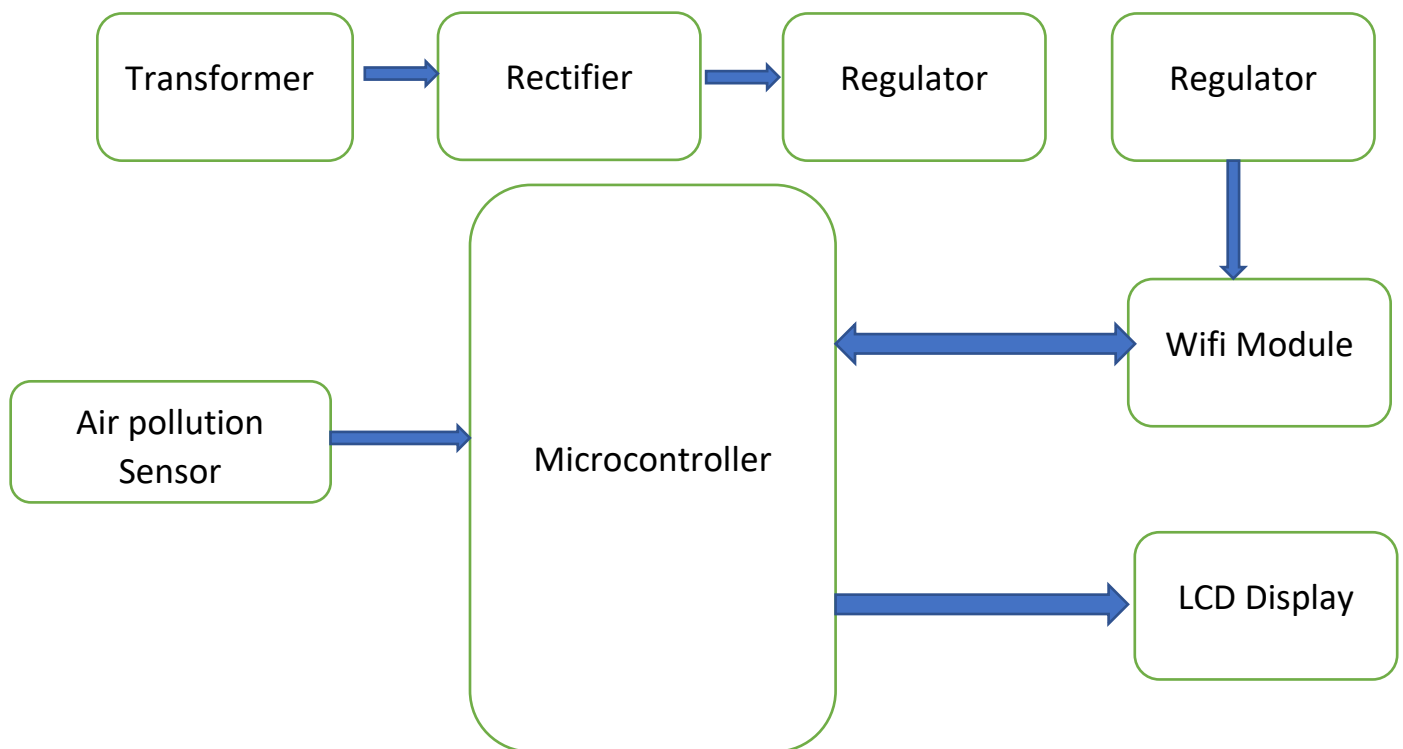 Transformer
Rectifier
Regulator
Regulator
Wifi Module
Air pollution
Sensor
Microcontroller
LCD Display